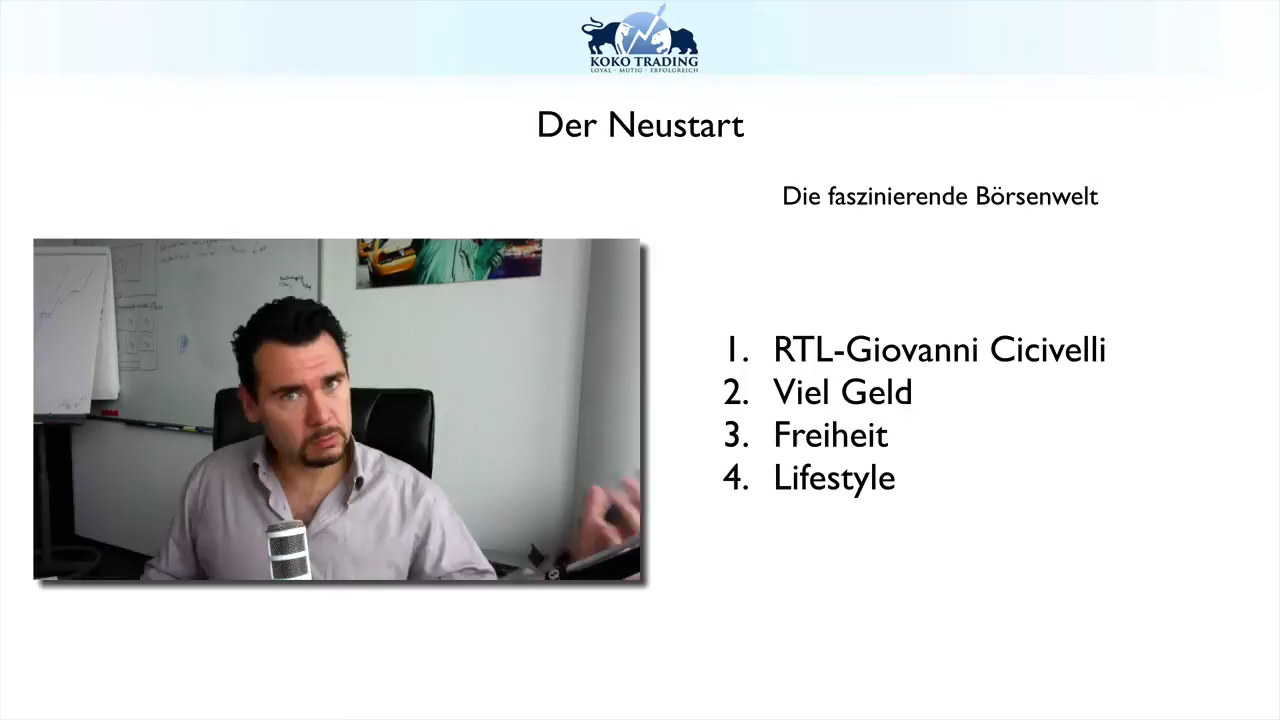 KOKO TRADING
LOYAL - MUTIG - ERFOLGREICH
Der Neustart
Die faszinierende Börsenwelt
1. RTL-Giovanni Cicivelli
2. Viel Geld
3. Freiheit
4. Lifestyle